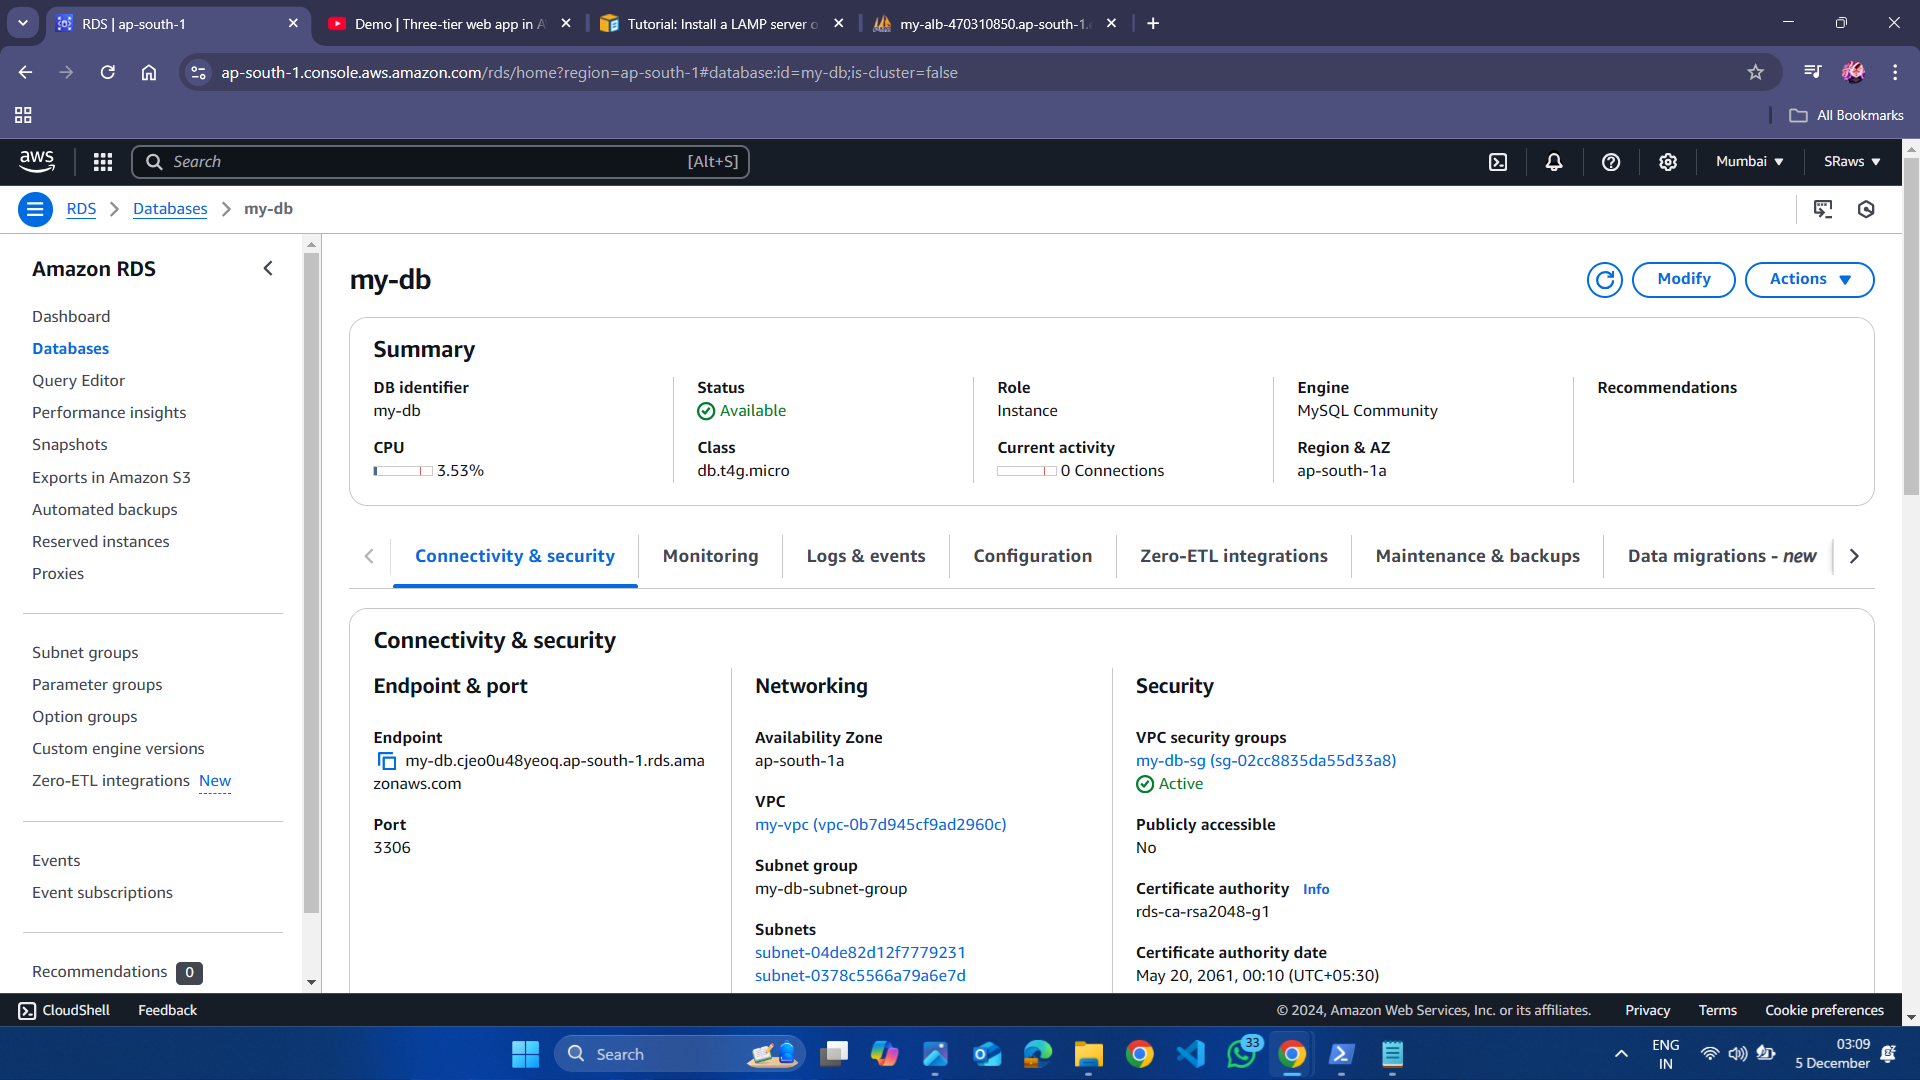 RDS | ap-south-1
Demo | Three-tier web app in A
Tutorial: Install a LAMP server o
my-alb-470310850.ap-south-1.
ap-south-1.console.aws.amazon.com/rds/home?region=ap-south-1#database:id=my-db;is-cluster=false
All Bookmarks
aws
Search
[Alt+S]
Mumbai
SRaws
RDS
Databases
my-db
Amazon RDS
Dashboard
Databases
Query Editor
Performance insights
Snapshots
Exports in Amazon S3
Automated backups
Reserved instances
Proxies
Subnet groups
Parameter groups
Option groups
Custom engine versions
Zero-ETL integrations New
Events
Event subscriptions
Recommendations 0
my-db
Modify
Actions
Summary
DB identifier
my-db
Status
Available
Role
Instance
Engine
MySQL Community
Recommendations
CPU
3.53%
Class
db.t4g.micro
Current activity
0 Connections
Region & AZ
ap-south-1a
Connectivity & security
Monitoring
Logs & events
Configuration
Zero-ETL integrations
Maintenance & backups
Data migrations - new
Connectivity & security
Endpoint & port
Endpoint
my-db.cjeo0u48yeoq.ap-south-1.rds.ama
zonaws.com
Port
3306
Networking
Availability Zone
ap-south-1a
VPC
my-vpc (vpc-0b7d945cf9ad2960c)
Subnet group
my-db-subnet-group
Subnets
subnet-04de82d12f7779231
subnet-0378c5566a79a6e7d
Security
VPC security groups
my-db-sg (sg-02cc8835da55d33a8)
Active
Publicly accessible
No
Certificate authority Info
rds-ca-rsa2048-g1
Certificate authority date
May 20, 2061, 00:10 (UTC+05:30)
CloudShell
Feedback
© 2024, Amazon Web Services, Inc. or its affiliates.
Privacy
Terms
Cookie preferences
Search
33
ENG
IN
03:09
5 December